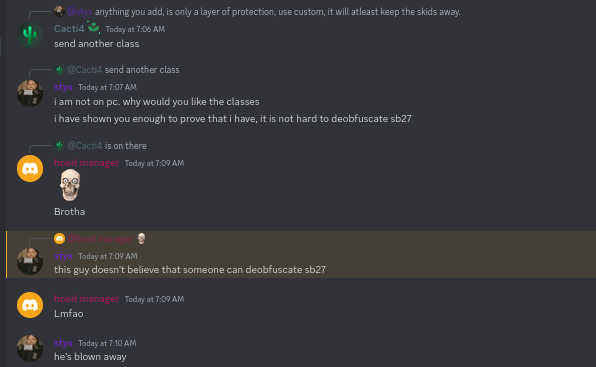 @styx anything you add, is only a layer of protection, use custom, it will atleast keep the skids away.
Cacti4 Today at 7:06 AM
send another class
@Cacti4 send another class
styx Today at 7:07 AM
i am not on pc. why would you like the classes
i have shown you enough to prove that i have, it is not hard to deobfuscate sb27
@Cacti4 is on there
hood manager Today at 7:09 AM
Brotha
styx Today at 7:09 AM
this guy doesn't believe that someone can deobfuscate sb27
hood manager Today at 7:09 AM
Lmfao
styx Today at 7:10 AM
he's blown away